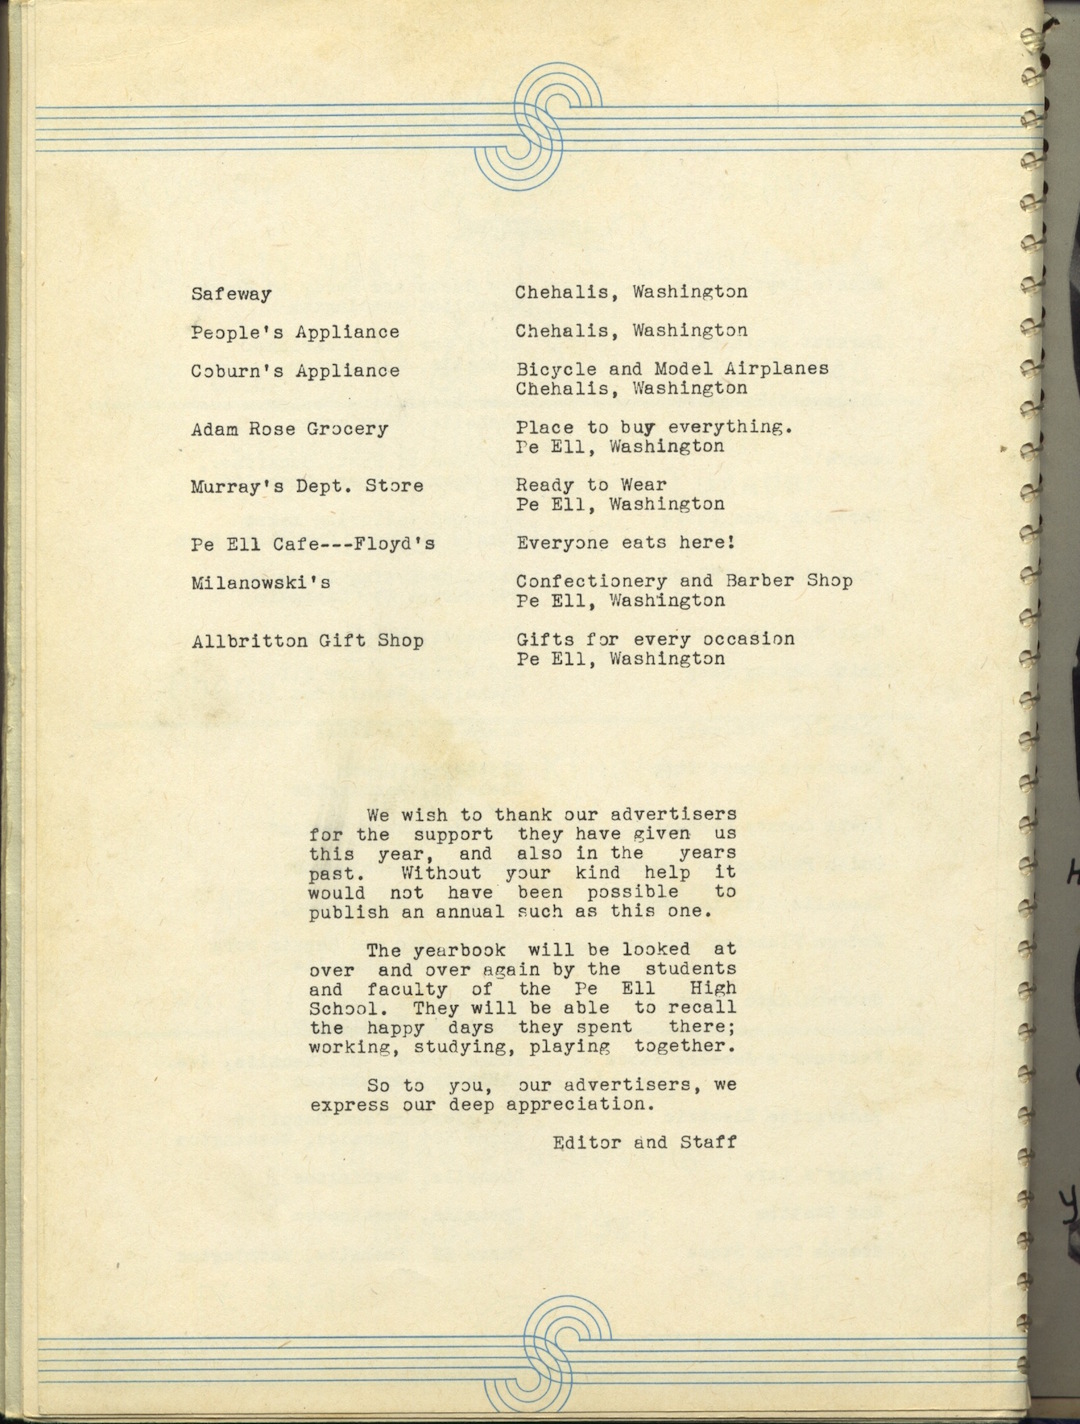 Safeway Chehalis, Washington
People's Appliance Chehalis, Washington
Coburn's Appliance Bicycle and Model Airplanes
Chehalis, Washington
Adam Rose Grocery Place to buy everything.
Pe Ell, Washington
Murray's Dept. Store Ready to Wear
Pe Ell, Washington
Pe Ell Cafe---Floyd's Everyone eats here!
Milanowski's Confectionery and Barber Shop
Pe Ell, Washington
Allbritton Gift Shop Gifts for every occasion
Pe Ell, Washington
We wish to thank our advertisers
for the support they have given us
this year, and also in the years
past. Without your kind help it
would not have been possible to
publish an annual such as this one.
The yearbook will be looked at
over and over again by the students
and faculty of the Pe Ell High
School. They will be able to recall
the happy days they spent there;
working, studying, playing together.
So to you, our advertisers, we
express our deep appreciation.
Editor and Staff